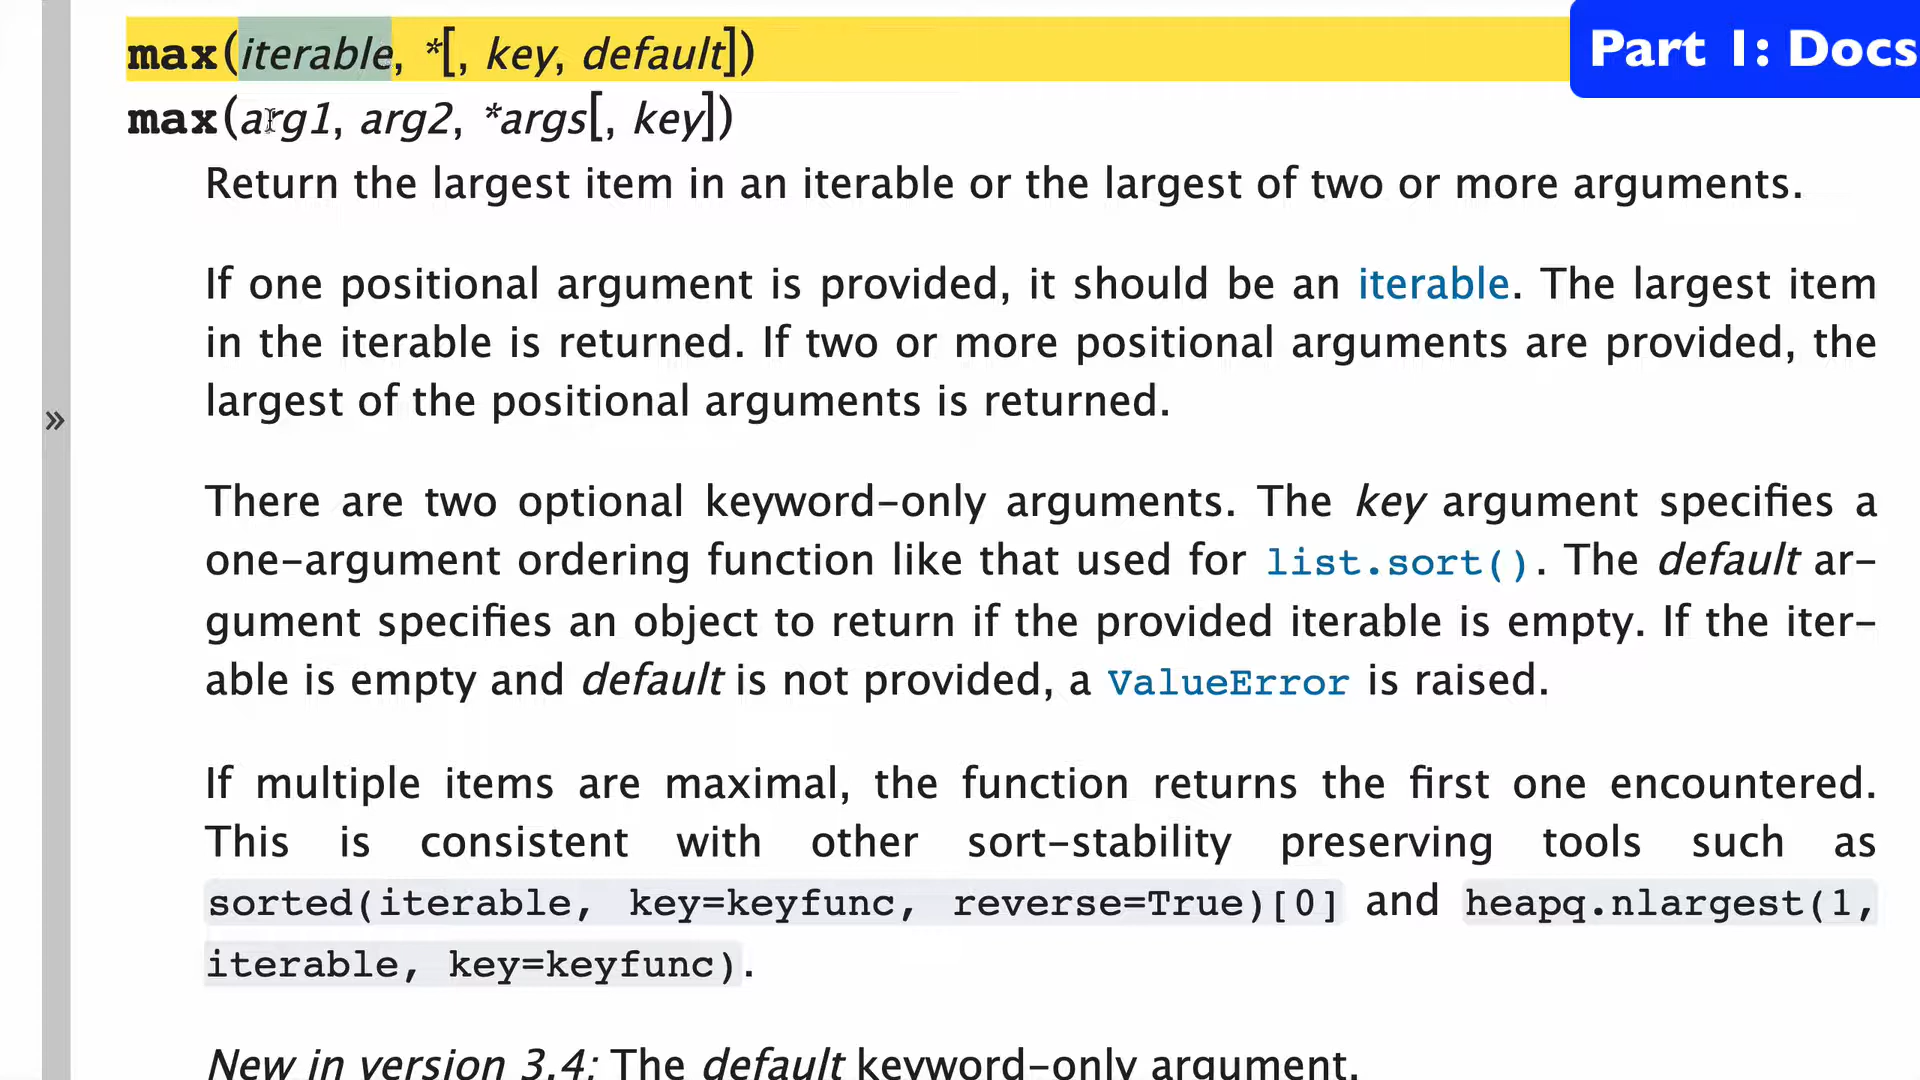 max(iterable, *[, key, default])
Part 1: Docs
max(arg1, arg2, *args[, key])
Return the largest item in an iterable or the largest of two or more arguments.
If one positional argument is provided, it should be an iterable. The largest item
in the iterable is returned. If two or more positional arguments are provided, the
largest of the positional arguments is returned.
»
There are two optional keyword-only arguments. The key argument specifies a
one-argument ordering function like that used for list.sort(). The default ar-
gument specifies an object to return if the provided iterable is empty. If the iter-
able is empty and default is not provided, a ValueError is raised.
If multiple items are maximal, the function returns the first one encountered.
This is consistent with other sort-stability preserving tools such as
sorted(iterable, key=keyfunc, reverse=True)[0] and heapq.nlargest(1,
iterable, key=keyfunc).
New in version 3.4: The default keyword-only argument.